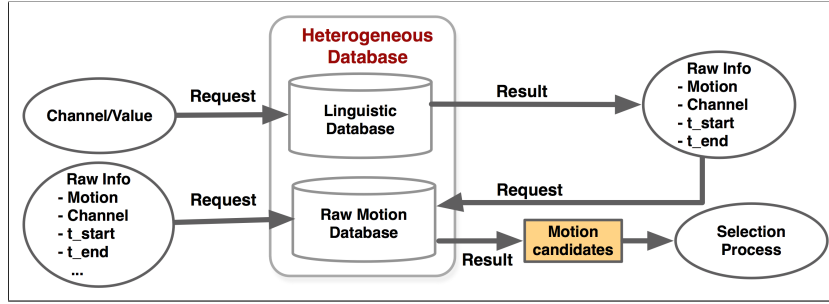 Heterogeneous
Database
Channel/Value
Request
Linguistic
Database
Result
Raw Info
- Motion
- Channel
- t_start
- t_end
Raw Info
- Motion
- Channel
- t_start
- t_end
...
Request
Raw Motion
Database
Request
Result
Motion
candidates
Selection
Process